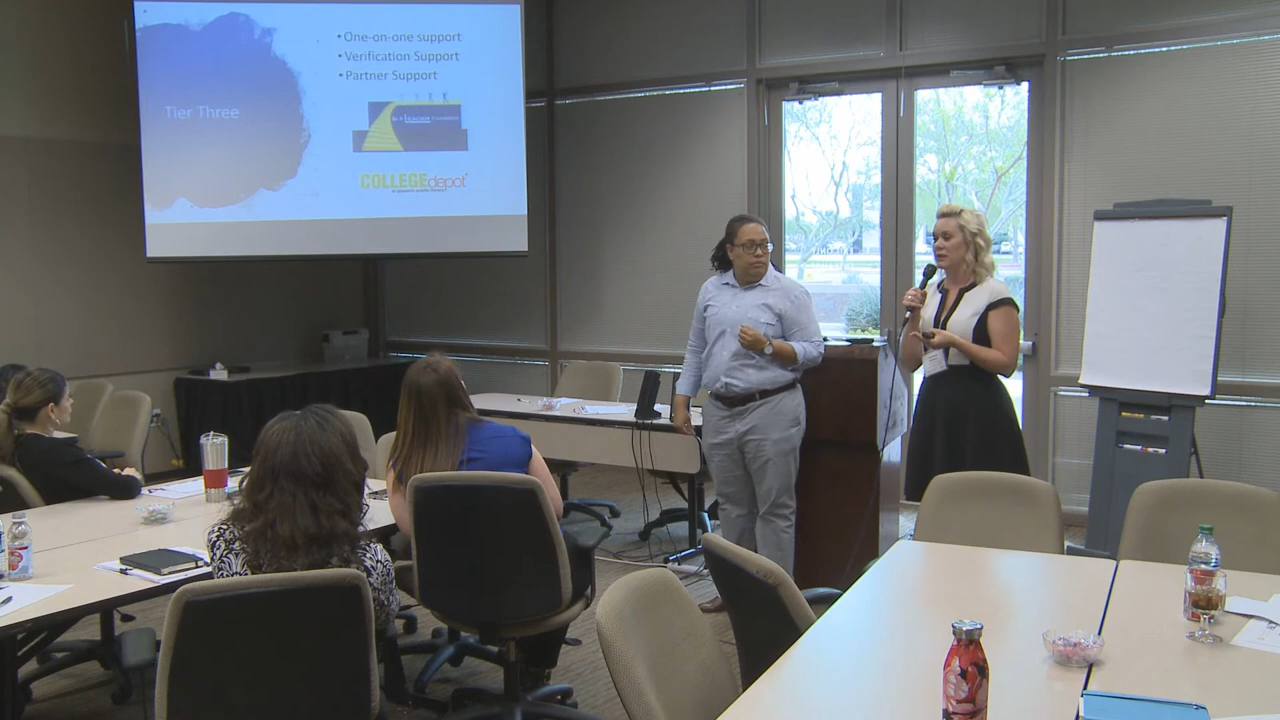 Tier Three
• One-on-one support
• Verification Support
• Partner Support
COLLEGEdepot